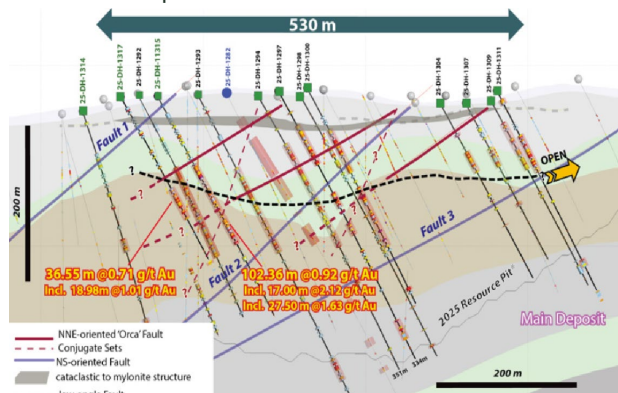 530 m
25-DH-1314
25-DH-1317
25-DH-1292
25-DH-11315
25-DH-1293
25-DH-1282
25-DH-1294
25-DH-1297
25-DH-1298
25-DH-1300
25-DH-1304
25-DH-1307
25-DH-1309
25-DH-1311
Fault 1
200 m
?
?
?
?
?
?
?
OPEN
Fault 3
Fault 2
36.55 m @0.71 g/t Au
Incl. 18.98m @1.01 g/t Au
102.36 m @0.92 g/t Au
Incl. 17.00 m @2.12 g/t Au
Incl. 27.50 m @1.63 g/t Au
2025 Resource Pit
Main Deposit
NNE-oriented 'Orca' Fault
Conjugate Sets
NS-oriented Fault
cataclastic to mylonite structure
351m
334m
200 m